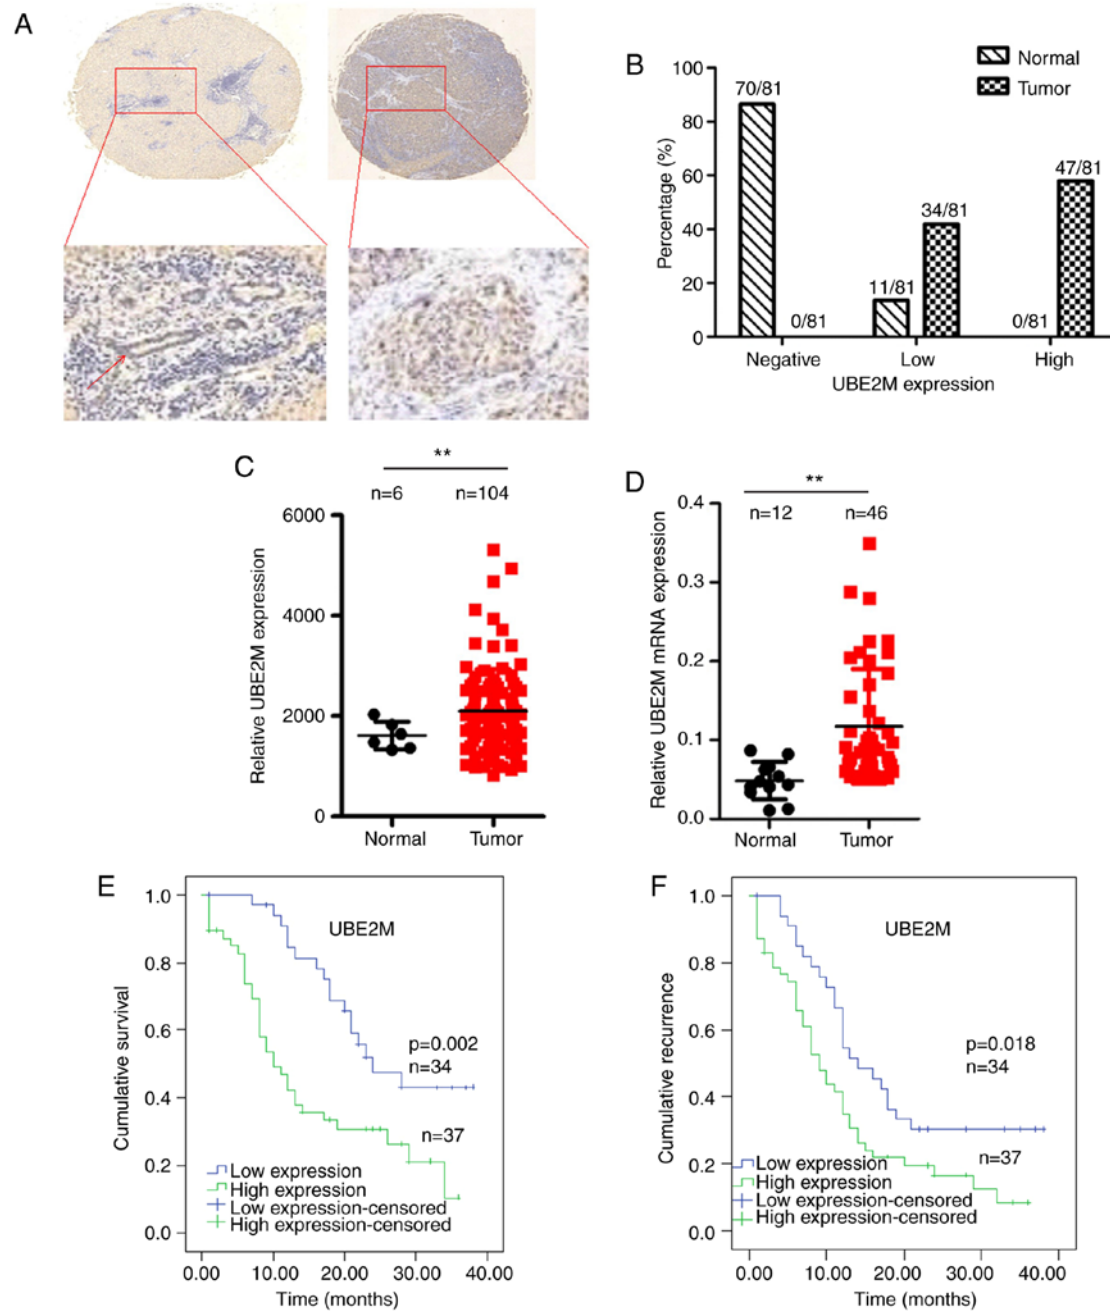 A
B
Normal
Tumor
Percentage (%)
100
80
60
40
20
0
70/81
0/81
11/81
34/81
0/81
47/81
Negative
Low
High
UBE2M expression
C
**
n=6
n=104
Relative UBE2M expression
6000
4000
2000
0
Normal
Tumor
D
**
n=12
n=46
Relative UBE2M mRNA expression
0.4
0.3
0.2
0.1
0.0
Normal
Tumor
E
UBE2M
Cumulative survival
1.0
0.8
0.6
0.4
0.2
0.0
p=0.002
n=34
n=37
Low expression
High expression
Low expression-censored
High expression-censored
0.00
10.00
20.00
30.00
40.00
Time (months)
F
UBE2M
Cumulative recurrence
1.0
0.8
0.6
0.4
0.2
0.0
p=0.018
n=34
n=37
Low expression
High expression
Low expression-censored
High expression-censored
0.00
10.00
20.00
30.00
40.00
Time (months)